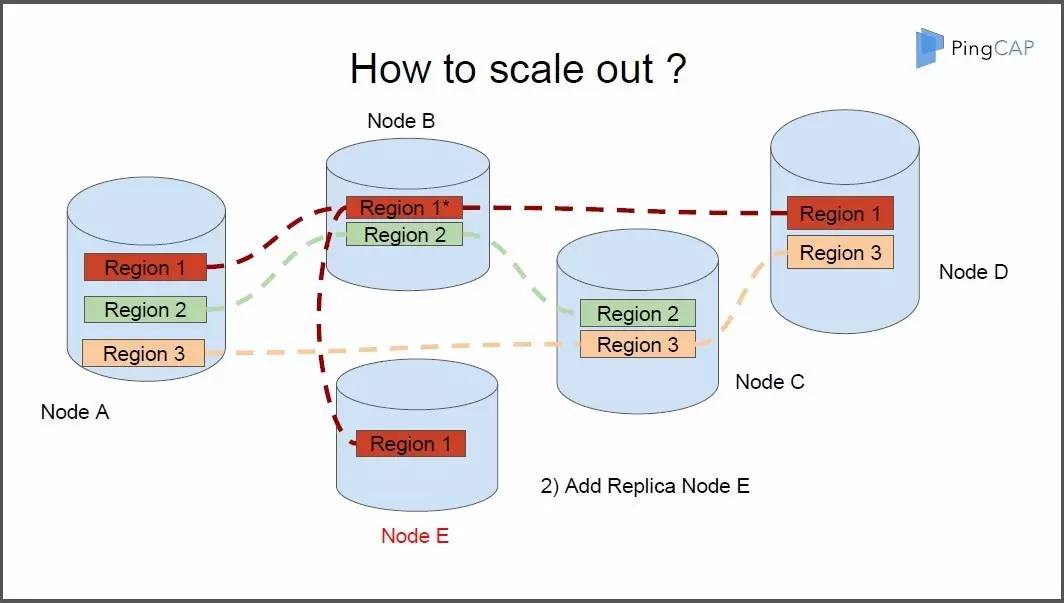 PingCAP
How to scale out ?
Node B
Region 1*
Region 2
Region 1
Region 3
Node D
Region 1
Region 2
Region 3
Node A
Region 2
Region 3
Node C
Region 1
2) Add Replica Node E
Node E